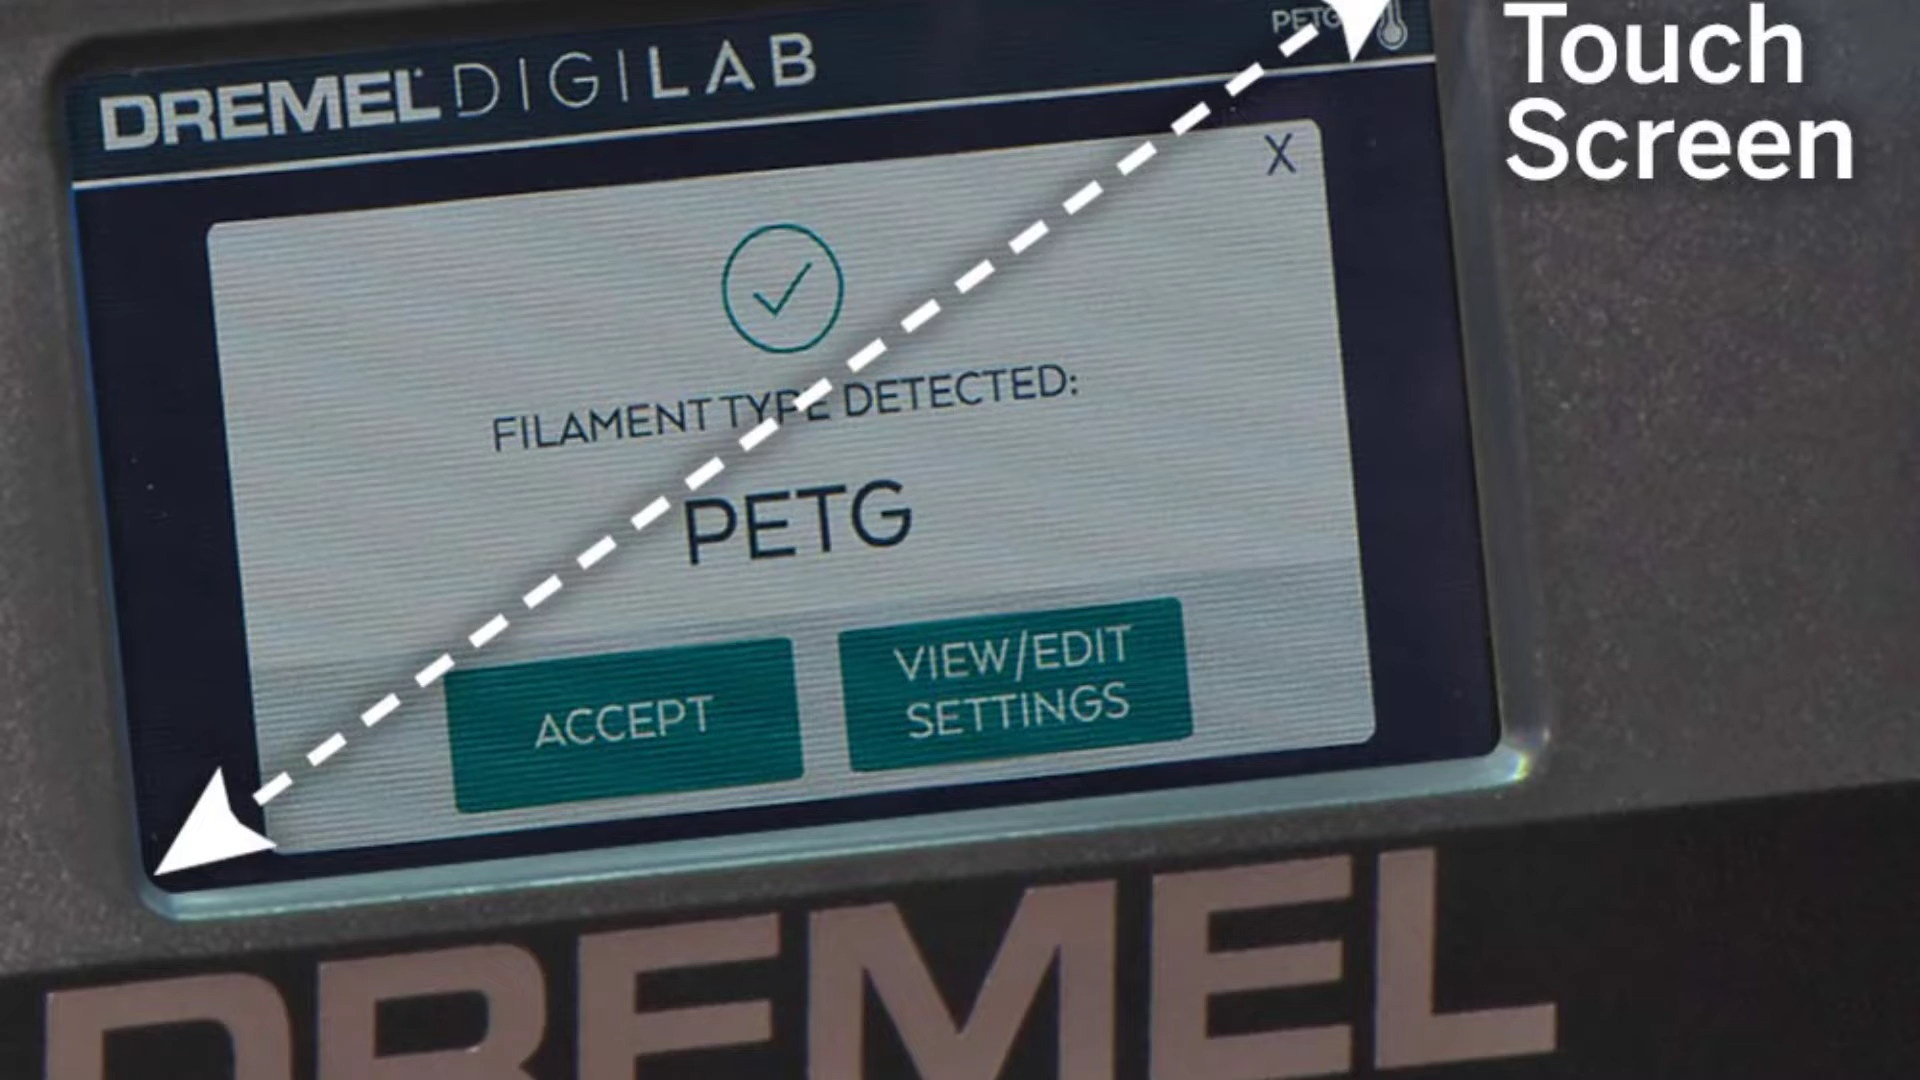 DREMEL DIGILAB
PETG
Touch
Screen
X
FILAMENT TYPE DETECTED:
PETG
ACCEPT
VIEW/EDIT
SETTINGS
DREMEL